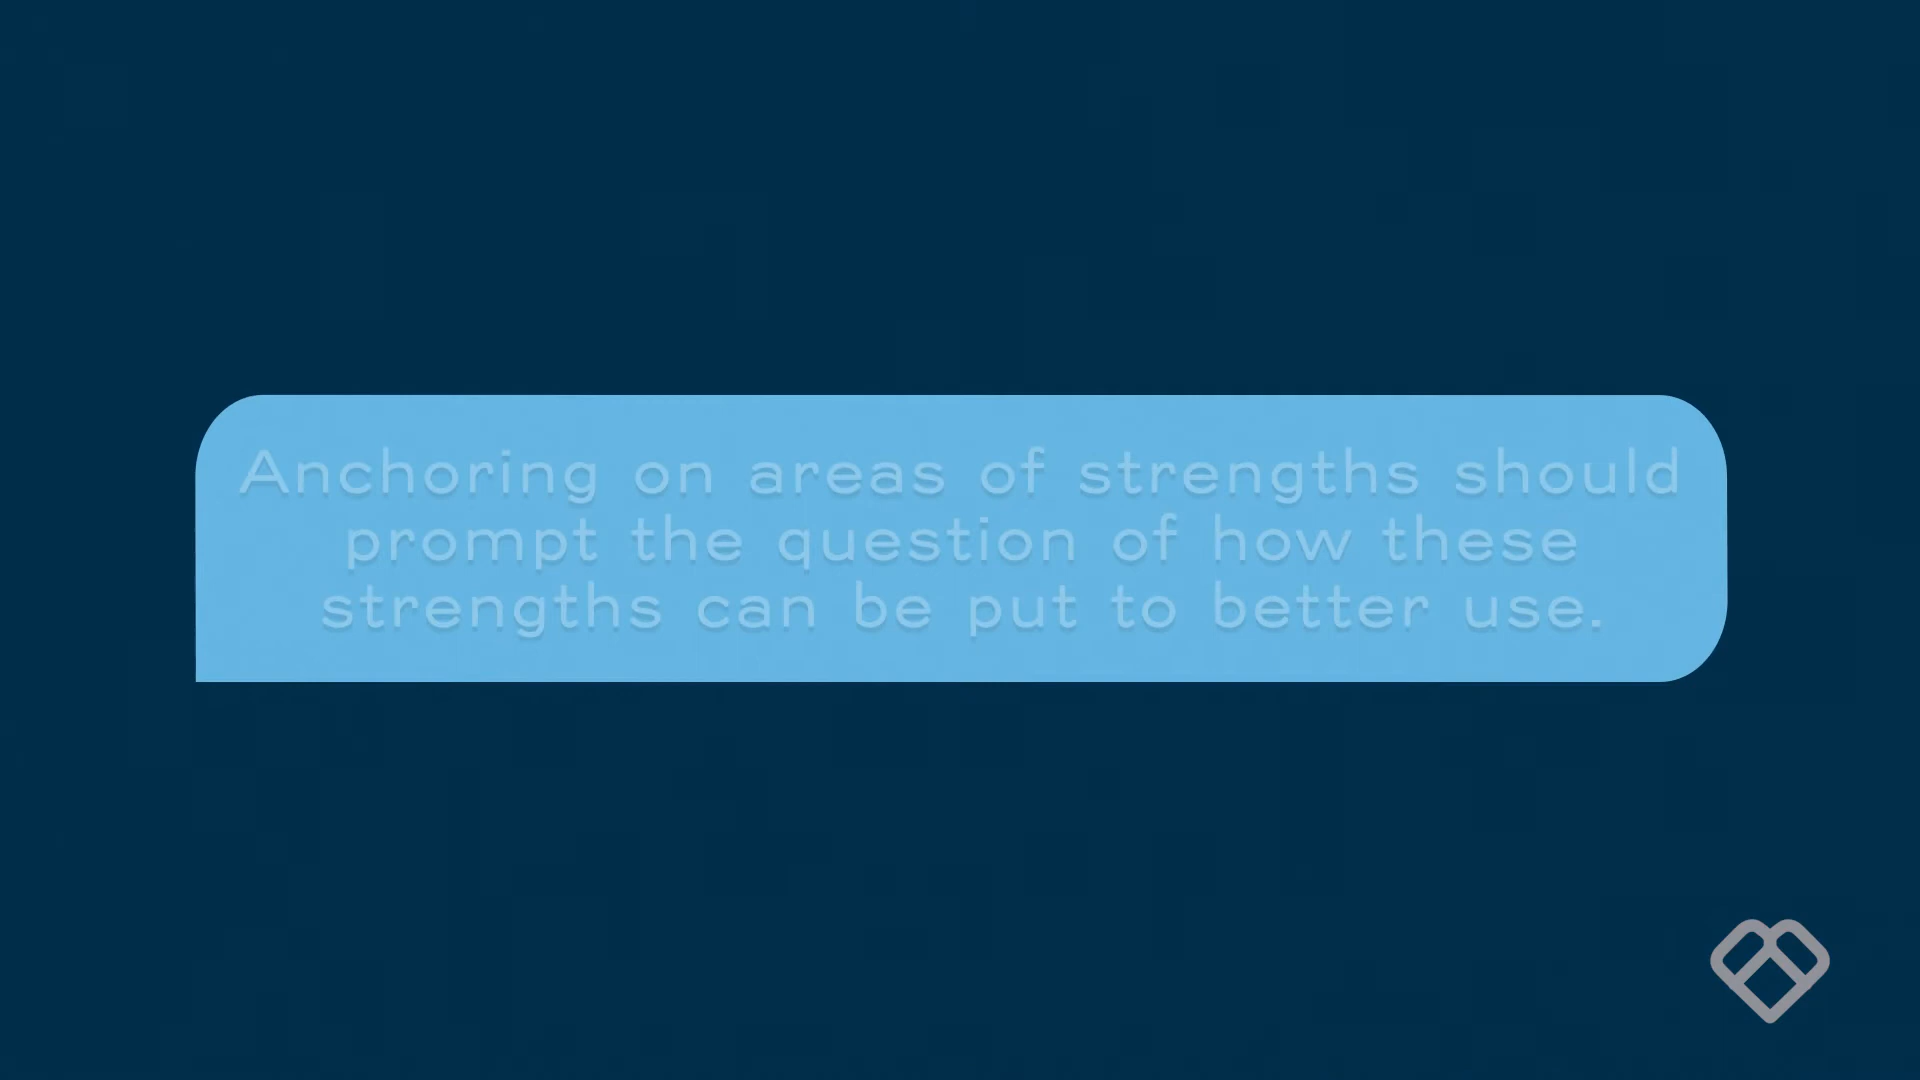 Anchoring on areas of strengths should
prompt the question of how these
strengths can be put to better use.